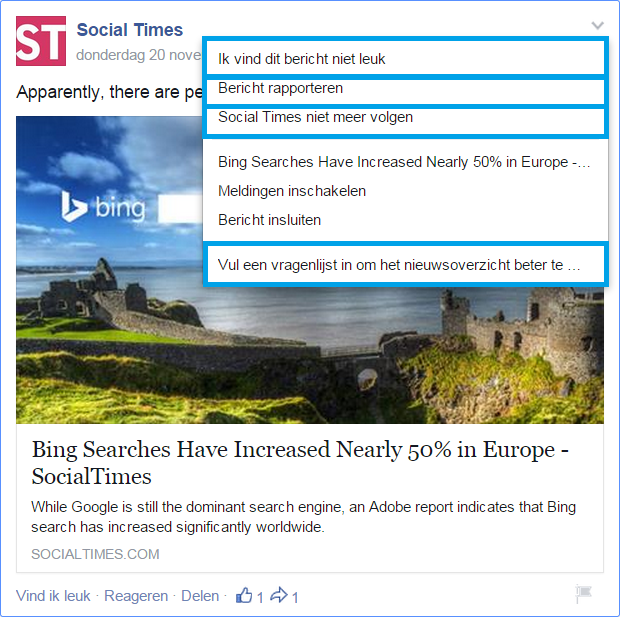 ST
Social Times
donderdag 20 nove
Apparently, there are pe
Ik vind dit bericht niet leuk
Bericht rapporteren
Social Times niet meer volgen
Bing Searches Have Increased Nearly 50% in Europe -...
Meldingen inschakelen
Bericht insluiten
Vul een vragenlijst in om het nieuwsoverzicht beter te ...
bing
Bing Searches Have Increased Nearly 50% in Europe -
SocialTimes
While Google is still the dominant search engine, an Adobe report indicates that Bing
search has increased significantly worldwide.
SOCIALTIMES.COM
Vind ik leuk · Reageren · Delen · 1 1